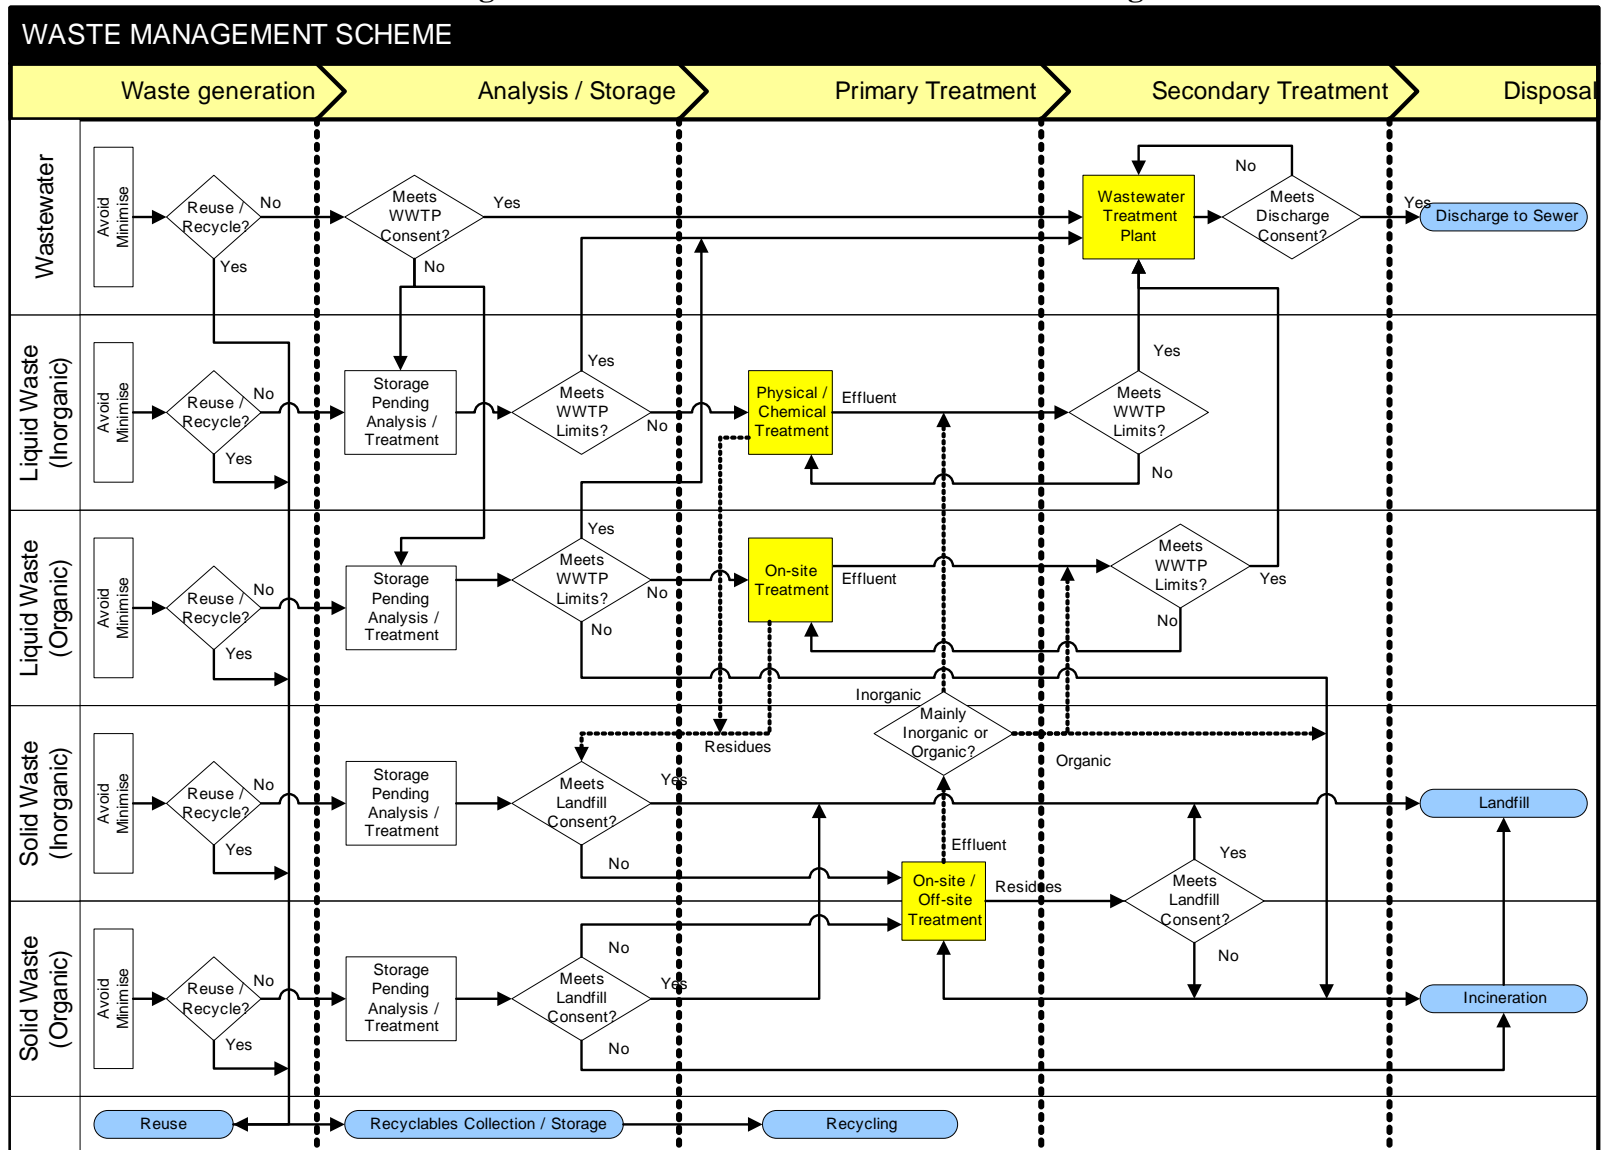 WASTE MANAGEMENT SCHEME
Waste generation
Analysis / Storage
Primary Treatment
Secondary Treatment
Disposal
Wastewater
Avoid
Minimise
Reuse /
Recycle?
No
Yes
Meets
WWTP
Consent?
Yes
No
Wastewater
Treatment
Plant
No
Meets
Discharge
Consent?
Yes
Discharge to Sewer
Liquid Waste
(Inorganic)
Avoid
Minimise
Reuse /
Recycle?
No
Yes
Storage
Pending
Analysis /
Treatment
Yes
Meets
WWTP
Limits?
No
Physical /
Chemical
Treatment
Effluent
Yes
Meets
WWTP
Limits?
No
Liquid Waste
(Organic)
Avoid
Minimise
Reuse /
Recycle?
No
Yes
Storage
Pending
Analysis /
Treatment
Yes
Meets
WWTP
Limits?
No
No
On-site
Treatment
Effluent
Meets
WWTP
Limits?
Yes
No
Solid Waste
(Inorganic)
Avoid
Minimise
Reuse /
Recycle?
No
Yes
Storage
Pending
Analysis /
Treatment
Meets
Landfill
Consent?
Yes
No
Residues
Inorganic
Mainly
Inorganic or
Organic?
Organic
Effluent
On-site /
Off-site
Treatment
Residues
Yes
Meets
Landfill
Consent?
No
Landfill
Solid Waste
(Organic)
Avoid
Minimise
Reuse /
Recycle?
No
Yes
Storage
Pending
Analysis /
Treatment
No
Meets
Landfill
Consent?
Yes
No
Incineration
Reuse
Recyclables Collection / Storage
Recycling